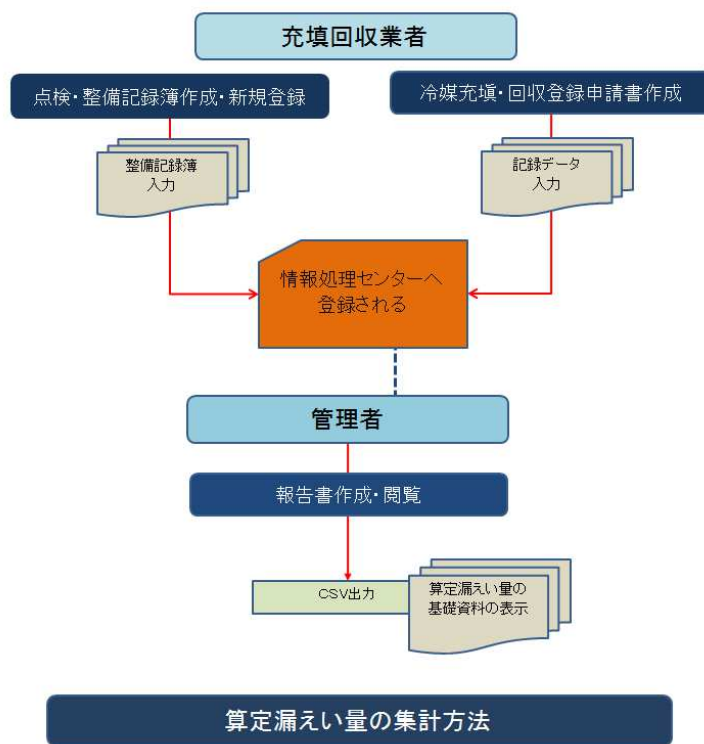 充填回収業者
点検・整備記録簿作成・新規登録
冷媒充塡・回収登録申請書作成
整備記録簿
入力
記録データ
入力
情報処理センターへ
登録される
管理者
報告書作成・閲覧
CSV出力
算定漏えい量の
基礎資料の表示
算定漏えい量の集計方法